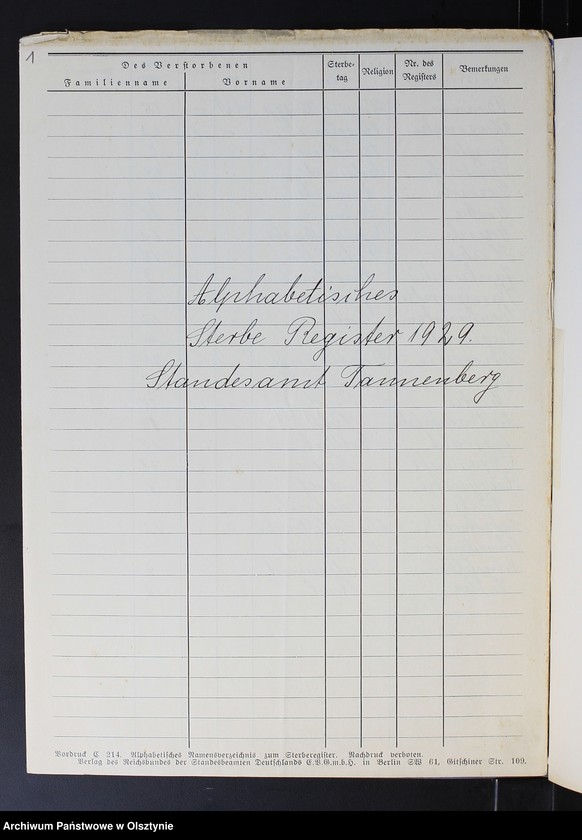 1
Des Verstorbenen
Familienname Vorname
Sterbe-
tag
Religion
Nr. des
Registers
Bemerkungen
Alphabetisches
Sterbe Register 1929.
Standesamt Tannenberg
Vordruck C 214. Alphabetisches Namensverzeichnis zum Sterberegister. Nachdruck verboten.
Verlag des Reichsbundes der Standesbeamten Deutschlands E.V.G.m.b.H. in Berlin SW 61, Gitschiner Str. 109.
Archiwum Państwowe w Olsztynie